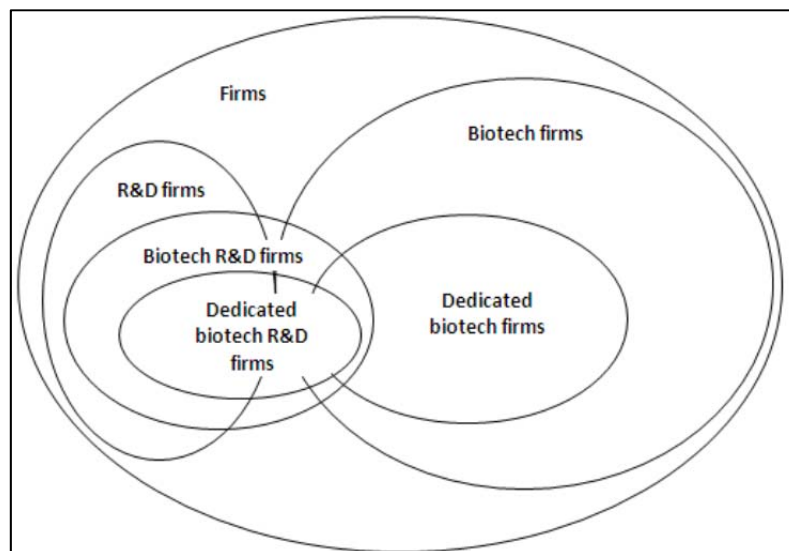 Firms
Biotech firms
R&D firms
Biotech R&D firms
Dedicated
biotech R&D
firms
Dedicated
biotech firms